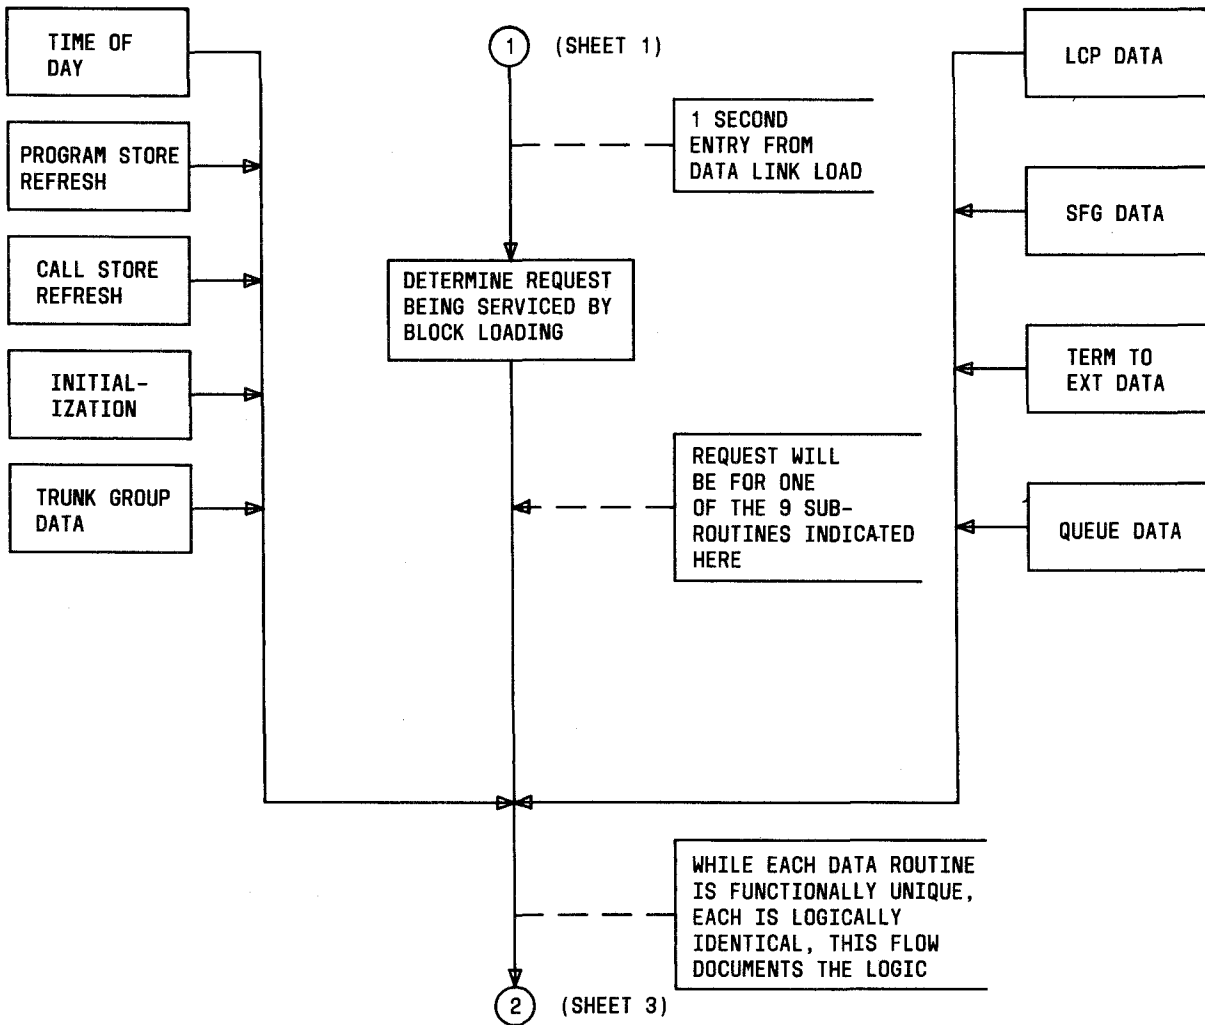 TIME OF
DAY
PROGRAM STORE
REFRESH
CALL STORE
REFRESH
INITIAL-
IZATION
TRUNK GROUP
DATA
1 (SHEET 1)
1 SECOND
ENTRY FROM
DATA LINK LOAD
DETERMINE REQUEST
BEING SERVICED BY
BLOCK LOADING
REQUEST WILL
BE FOR ONE
OF THE 9 SUB-
ROUTINES INDICATED
HERE
LCP DATA
SFG DATA
TERM TO
EXT DATA
QUEUE DATA
WHILE EACH DATA ROUTINE
IS FUNCTIONALLY UNIQUE,
EACH IS LOGICALLY
IDENTICAL, THIS FLOW
DOCUMENTS THE LOGIC
2 (SHEET 3)